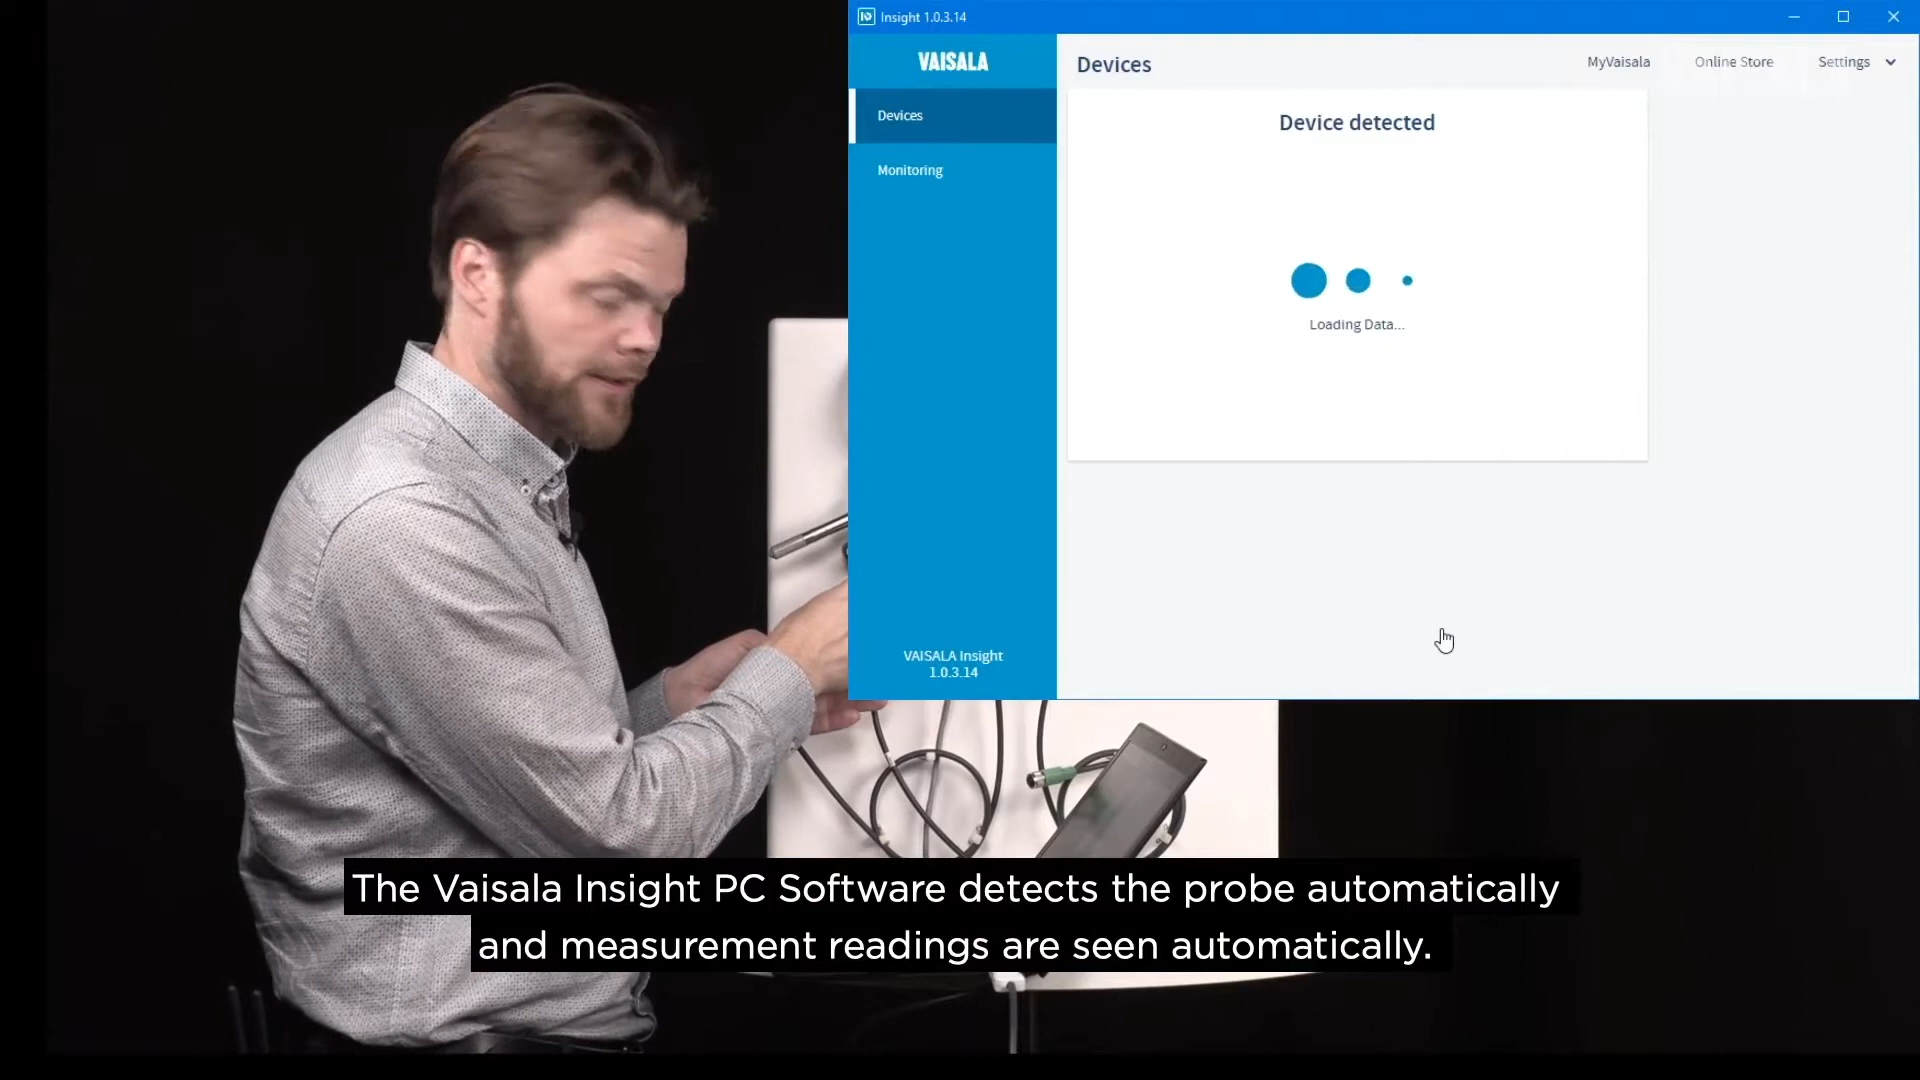 Insight 1.0.3.14
VAISALA
Devices
Monitoring
VAISALA Insight
1.0.3.14
Devices
MyVaisala
Online Store
Settings
Device detected
Loading Data...
The Vaisala Insight PC Software detects the probe automatically
and measurement readings are seen automatically.